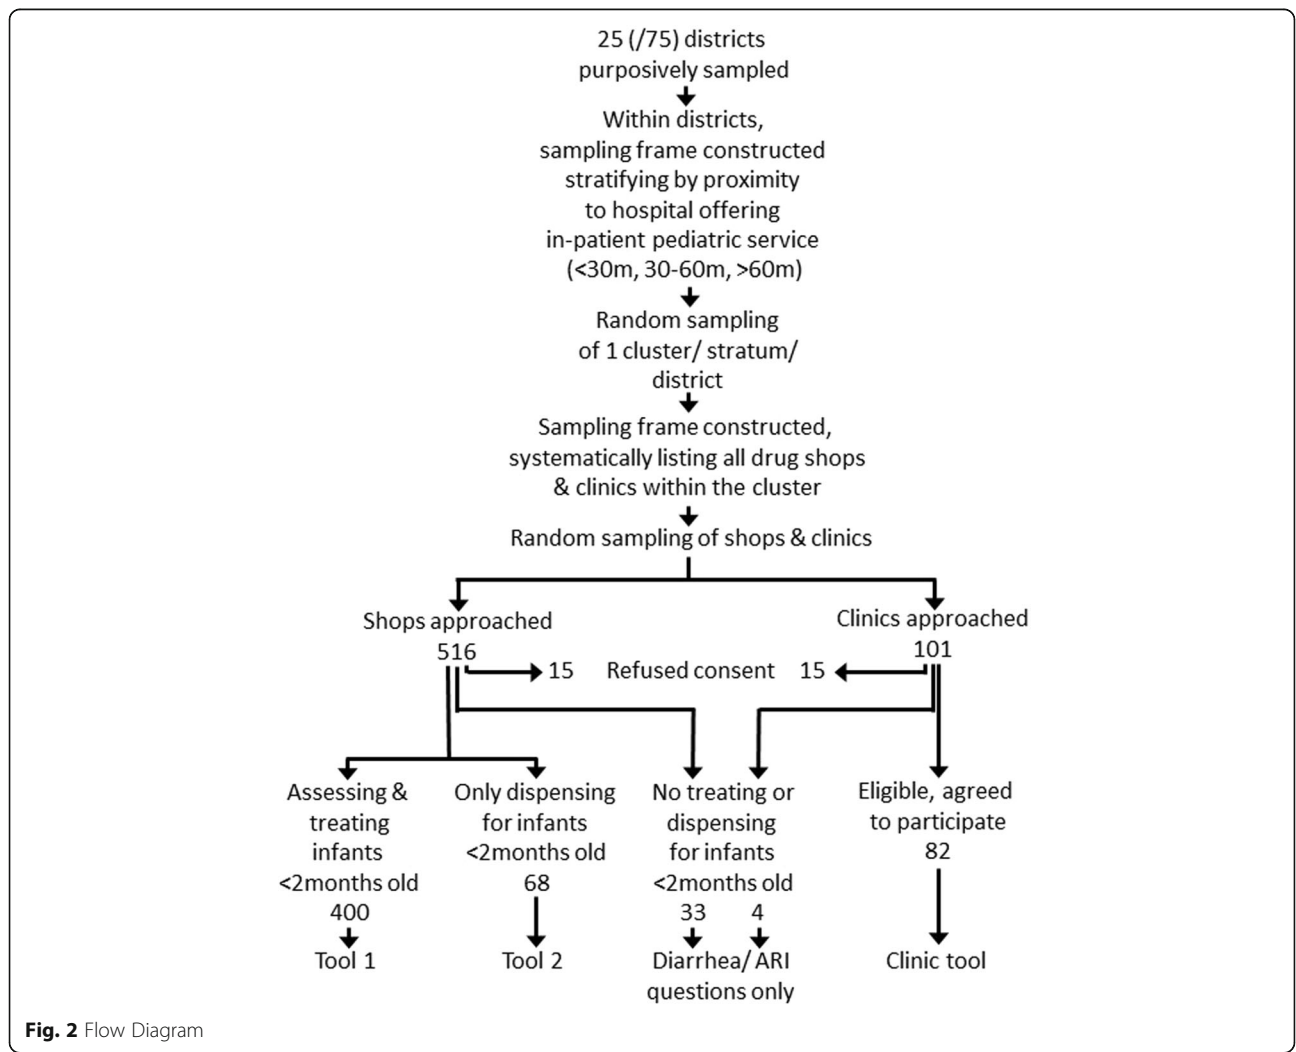 25 (/75) districts
purposively sampled
Within districts,
sampling frame constructed
stratifying by proximity
to hospital offering
in-patient pediatric service
(<30m, 30-60m, >60m)
Random sampling
of 1 cluster/ stratum/
district
Sampling frame constructed,
systematically listing all drug shops
& clinics within the cluster
Random sampling of shops & clinics
Shops approached
516
Clinics approached
101
15 Refused consent 15
Assessing &
treating
infants
<2months old
400
Tool 1
Only dispensing
for infants
<2months old
68
Tool 2
No treating or
dispensing
for infants
<2months old
33 4
Diarrhea/ ARI
questions only
Eligible, agreed
to participate
82
Clinic tool
Fig. 2 Flow Diagram